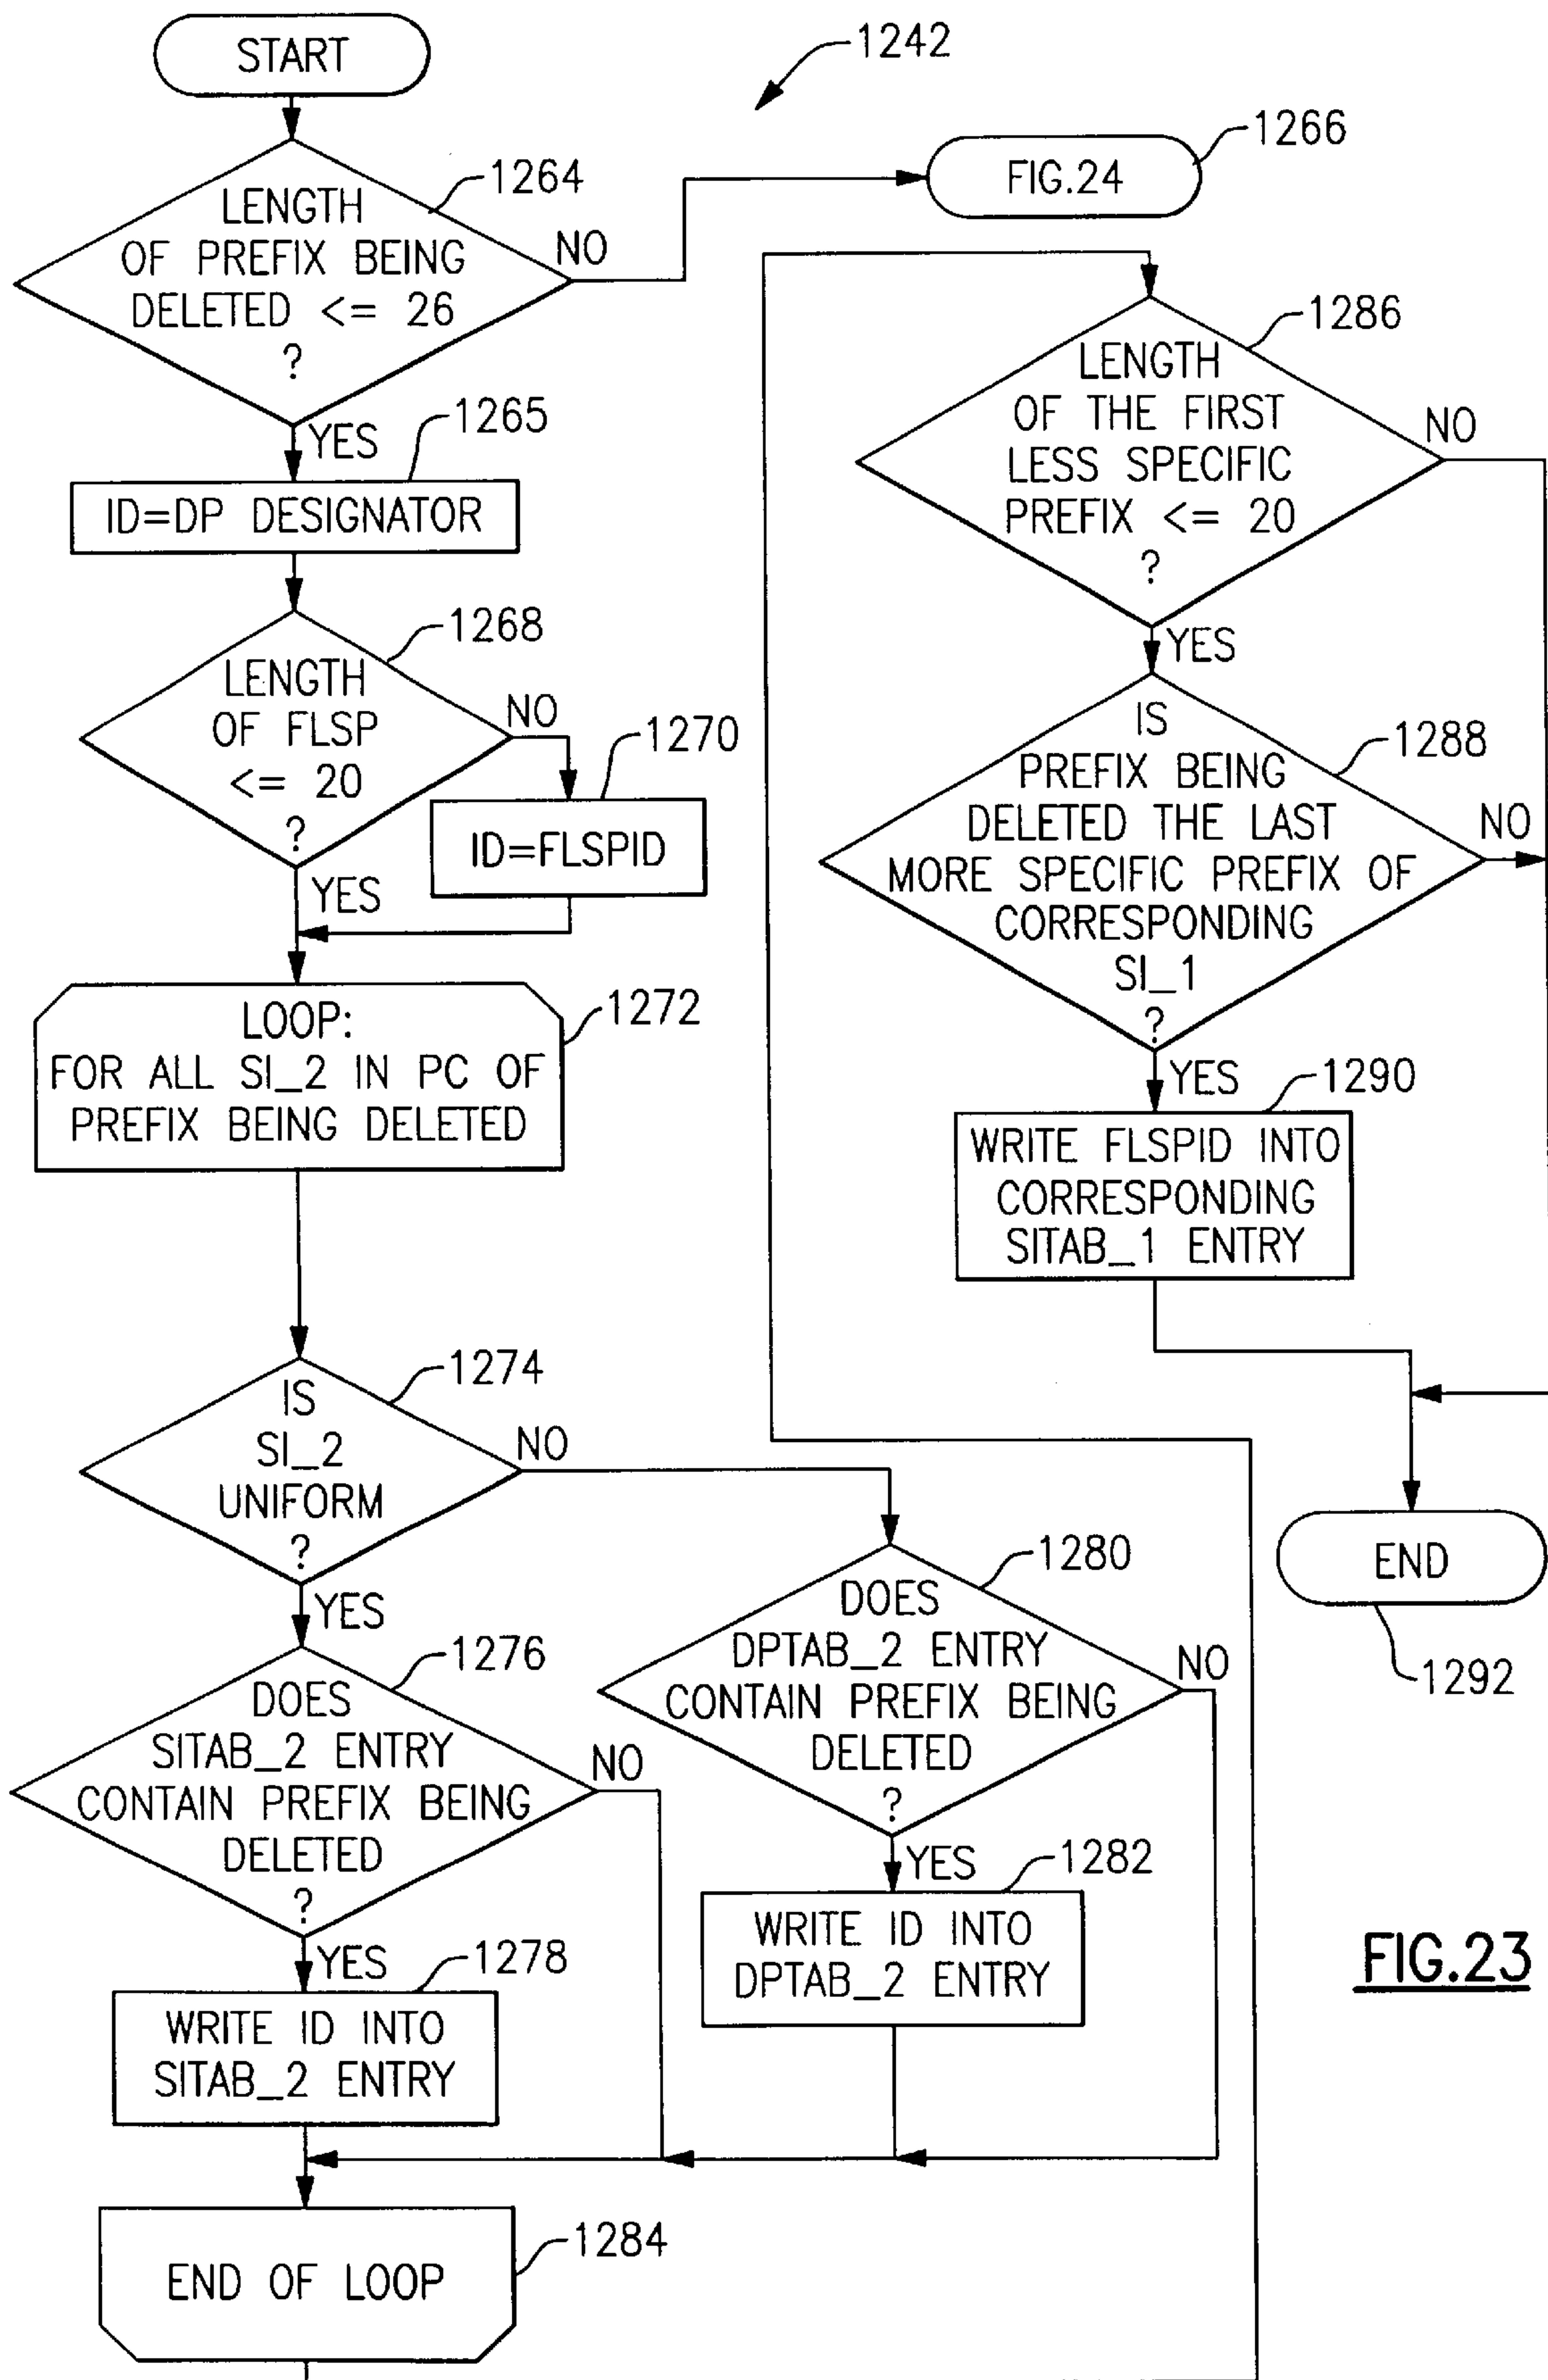 START
1242
1264
1266
FIG.24
LENGTH
OF PREFIX BEING
DELETED <= 26
?
NO
YES
1265
ID=DP DESIGNATOR
1268
LENGTH
OF FLSP
<= 20
?
NO
YES
1270
ID=FLSPID
1272
LOOP:
FOR ALL SI_2 IN PC OF
PREFIX BEING DELETED
1274
IS
SI_2
UNIFORM
?
NO
YES
1276
DOES
SITAB_2 ENTRY
CONTAIN PREFIX BEING
DELETED
?
NO
YES
1278
WRITE ID INTO
SITAB_2 ENTRY
1280
DOES
DPTAB_2 ENTRY
CONTAIN PREFIX BEING
DELETED
?
NO
YES
1282
WRITE ID INTO
DPTAB_2 ENTRY
1284
END OF LOOP
1286
LENGTH
OF THE FIRST
LESS SPECIFIC
PREFIX <= 20
?
NO
YES
1288
IS
PREFIX BEING
DELETED THE LAST
MORE SPECIFIC PREFIX OF
CORRESPONDING
SI_1
?
NO
YES
1290
WRITE FLSPID INTO
CORRESPONDING
SITAB_1 ENTRY
END
1292
FIG.23